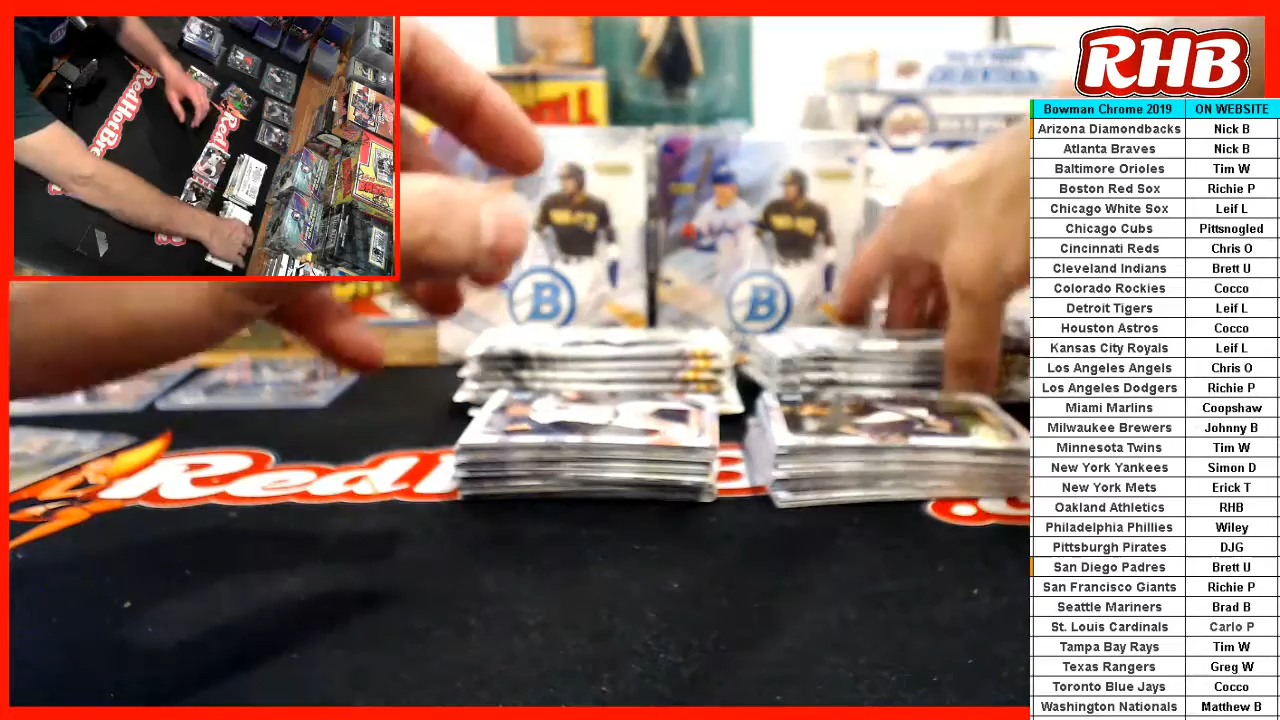 RHB
Bowman Chrome 2019 ON WEBSITE
Arizona Diamondbacks Nick B
Atlanta Braves Nick B
Baltimore Orioles Tim W
Boston Red Sox Richie P
Chicago White Sox Leif L
Chicago Cubs Pittsnogled
Cincinnati Reds Chris O
Cleveland Indians Brett U
Colorado Rockies Cocco
Detroit Tigers Leif L
Houston Astros Cocco
Kansas City Royals Leif L
Los Angeles Angels Chris O
Los Angeles Dodgers Richie P
Miami Marlins Coopshaw
Milwaukee Brewers Johnny B
Minnesota Twins Tim W
New York Yankees Simon D
New York Mets Erick T
Oakland Athletics RHB
Philadelphia Phillies Wiley
Pittsburgh Pirates DJG
San Diego Padres Brett U
San Francisco Giants Richie P
Seattle Mariners Brad B
St. Louis Cardinals Carlo P
Tampa Bay Rays Tim W
Texas Rangers Greg W
Toronto Blue Jays Cocco
Washington Nationals Matthew B
B
B